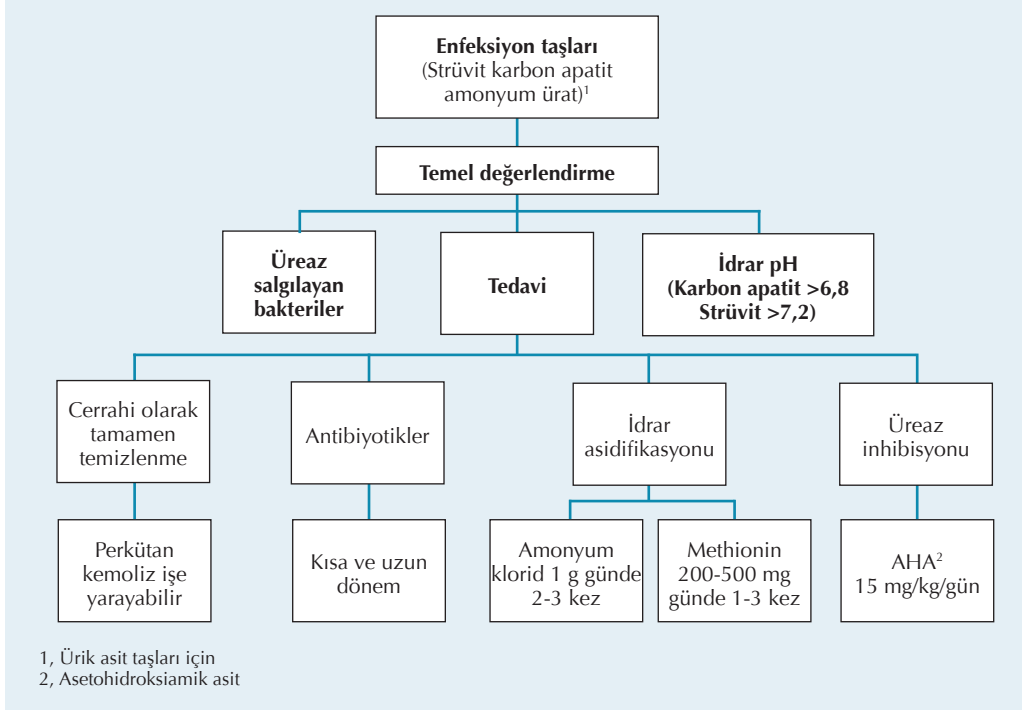 Enfeksiyon taşları
(Strüvit karbon apatit
amonyum ürat)¹
Temel değerlendirme
Üreaz
salgılayan
bakteriler
Tedavi
İdrar pH
(Karbon apatit >6,8
Strüvit >7,2)
Cerrahi olarak
tamamen
temizlenme
Antibiyotikler
İdrar
asidifikasyonu
Üreaz
inhibisyonu
Perkütan
kemoliz işe
yarayabilir
Kısa ve uzun
dönem
Amonyum
klorid 1 g günde
2-3 kez
Methionin
200-500 mg
günde 1-3 kez
AHA²
15 mg/kg/gün
1, Ürik asit taşları için
2, Asetohidroksiamik asit